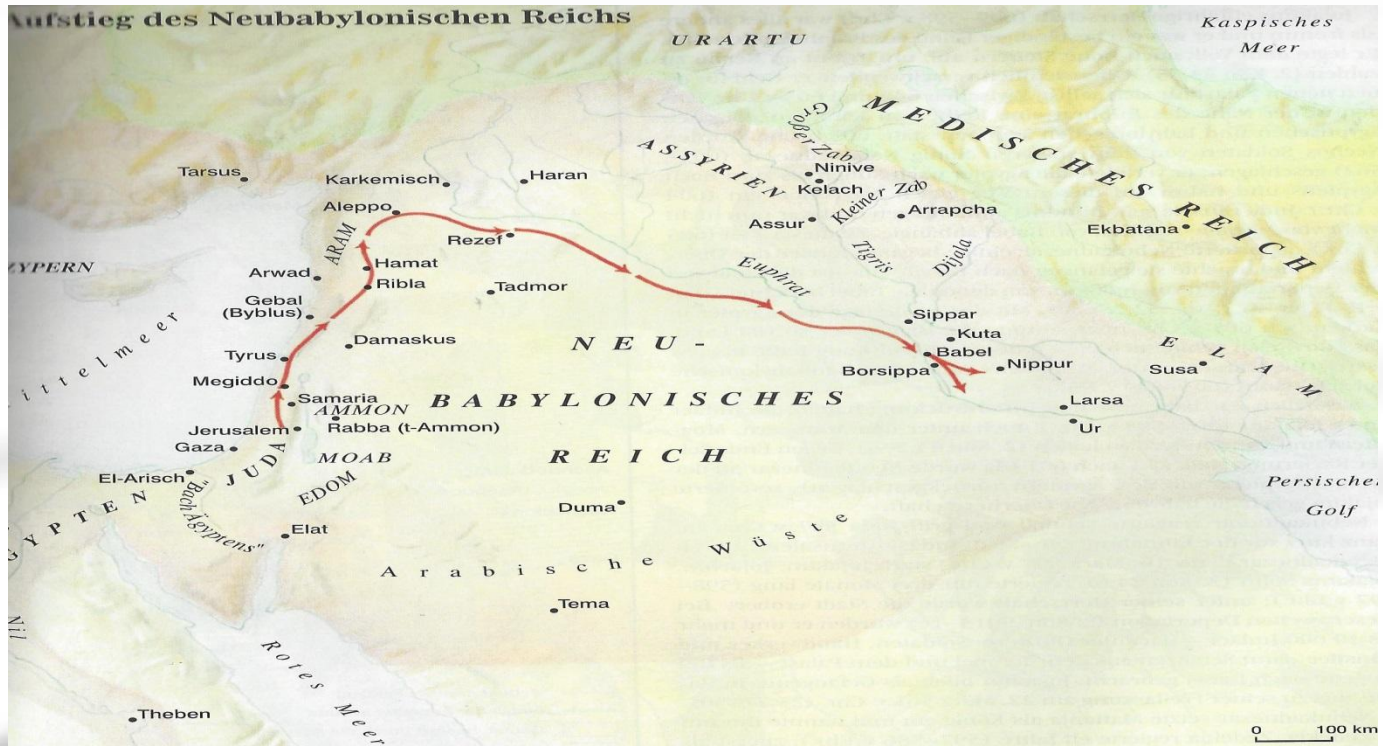 Aufstieg des Neubabylonischen Reichs
Kaspisches
Meer
URARTU
MEDISCHES REICH
Großer Zab
ASSYRIEN
Ninive
Kelach
Kleiner Zab
Tarsus
Karkemisch
Haran
Aleppo
Assur
Arrapcha
Ekbatana
Rezef
ARAM
Tigris
Dijala
Euphrat
ZYPERN
Arwad
Hamat
Ribla
Tadmor
Gebal
(Byblus)
Sippar
Kuta
Mittelmeer
Damaskus
NEU-
Tyrus
Babel
Borsippa
Nippur
ELAM
Susa
Megiddo
Samaria
AMMON
BABYLONISCHES
Larsa
Jerusalem
Rabba (t-Ammon)
Ur
Gaza
JUDA
MOAB
REICH
El-Arisch
EDOM
Persischer
Golf
ÄGYPTEN
"Bach Ägyptens"
Duma
Elat
Arabische Wüste
Tema
Nil
Rotes Meer
Theben
0 100 km